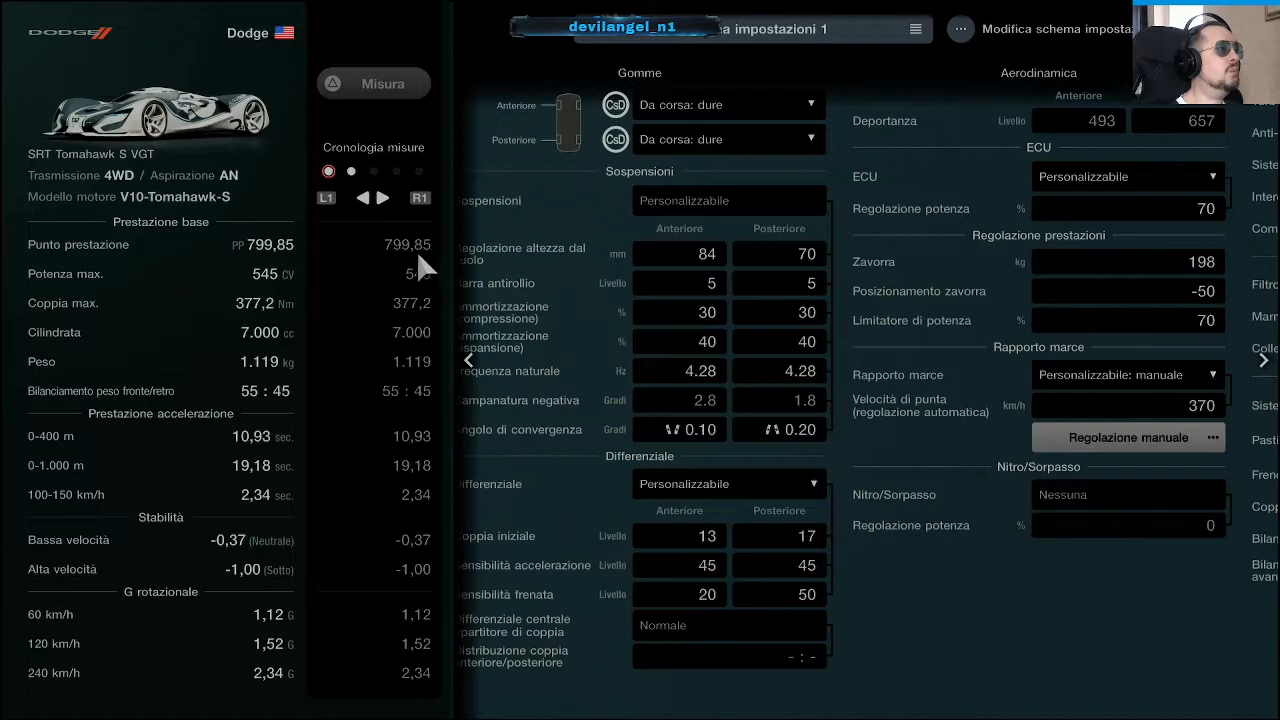 DODGE Dodge
SRT Tomahawk S VGT
Trasmissione 4WD / Aspirazione AN
Modello motore V10-Tomahawk-S
Prestazione base
Punto prestazione PP 799,85
Potenza max. 545 CV
Coppia max. 377,2 Nm
Cilindrata 7.000 cc
Peso 1.119 kg
Bilanciamento peso fronte/retro 55 : 45
Prestazione accelerazione
0-400 m 10,93 sec.
0-1.000 m 19,18 sec.
100-150 km/h 2,34 sec.
Stabilità
Bassa velocità -0,37 (Neutrale)
Alta velocità -1,00 (Sotto)
G rotazionale
60 km/h 1,12 G
120 km/h 1,52 G
240 km/h 2,34 G
Misura
Cronologia misure
L1 R1
799,85
377,2
7.000
1.119
55 : 45
10,93
19,18
2,34
-0,37
-1,00
1,12
1,52
2,34
devilangel_n1
a impostazioni 1
Modifica schema imposta
Gomme
Anteriore CsD Da corsa: dure
Posteriore CsD Da corsa: dure
Sospensioni
ospensioni Personalizzabile
Anteriore Posteriore
egolazione altezza dal
uolo mm 84 70
arra antirollio Livello 5 5
mmortizzazione
compressione) % 30 30
mmortizzazione
spansione) % 40 40
requenza naturale Hz 4.28 4.28
ampanatura negativa Gradi 2.8 1.8
ngolo di convergenza Gradi 0.10 0.20
Differenziale
ifferenziale Personalizzabile
Anteriore Posteriore
oppia iniziale Livello 13 17
ensibilità accelerazione Livello 45 45
ensibilità frenata Livello 20 50
ifferenziale centrale
partitore di coppia Normale
istribuzione coppia
nteriore/posteriore - : -
Aerodinamica
Anteriore
Deportanza Livello 493 657
ECU
ECU Personalizzabile
Regolazione potenza % 70
Regolazione prestazioni
Zavorra kg 198
Posizionamento zavorra -50
Limitatore di potenza % 70
Rapporto marce
Rapporto marce Personalizzabile: manuale
Velocità di punta
(regolazione automatica) km/h 370
Regolazione manuale
Nitro/Sorpasso
Nitro/Sorpasso Nessuna
Regolazione potenza % 0
Anti-
Siste
Inter
Com
Filtro
Marm
Colle
Siste
Pasti
Fren
Copp
Bilan
Bilan
avan